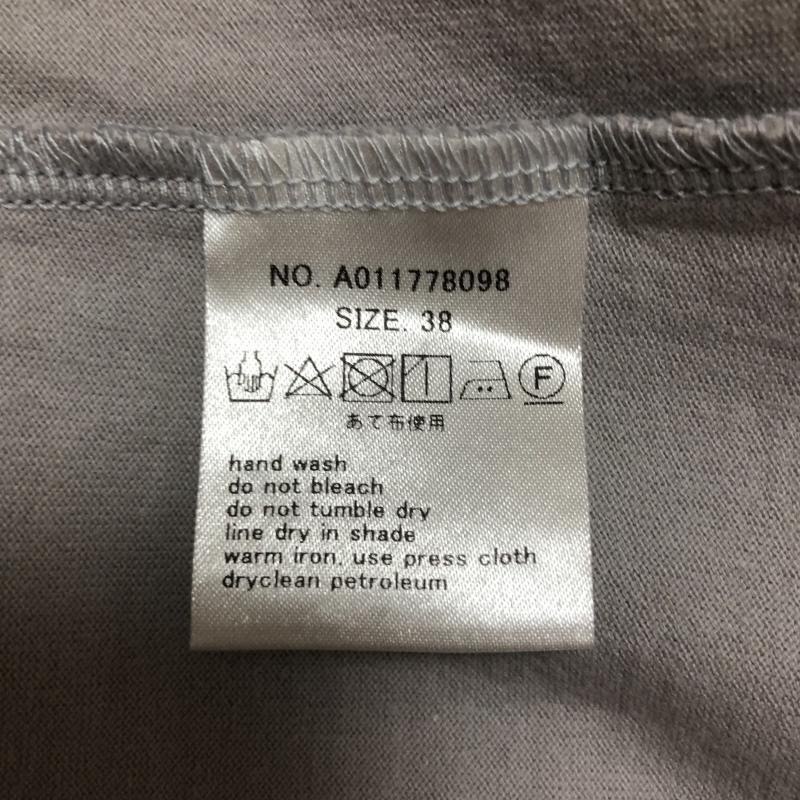 NO. A011778098
SIZE. 38
F
あて布使用
hand wash
do not bleach
do not tumble dry
line dry in shade
warm iron, use press cloth
dryclean petroleum